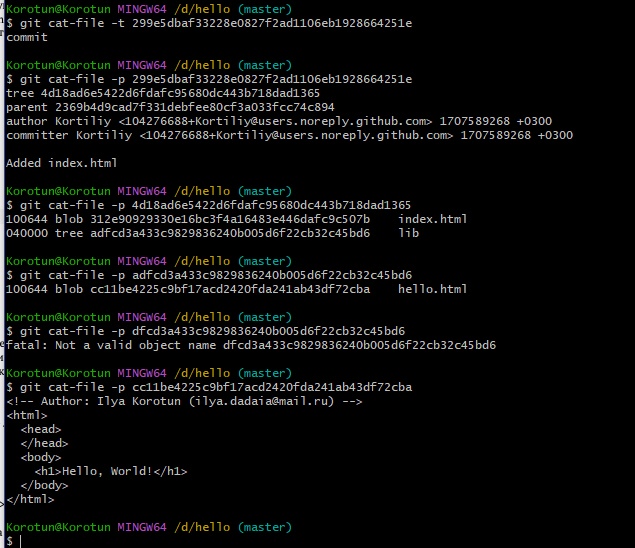 Korotun@Korotun MINGW64 /d/hello (master)
$ git cat-file -t 299e5dbaf33228e0827f2ad1106eb1928664251e
commit
Korotun@Korotun MINGW64 /d/hello (master)
$ git cat-file -p 299e5dbaf33228e0827f2ad1106eb1928664251e
tree 4d18ad6e5422d6fdafc95680dc443b718dad1365
parent 2369b4d9cad7f331debfee80cf3a033fcc74c894
author Kortiliy <104276688+Kortiliy@users.noreply.github.com> 1707589268 +0300
committer Kortiliy <104276688+Kortiliy@users.noreply.github.com> 1707589268 +0300
Added index.html
Korotun@Korotun MINGW64 /d/hello (master)
$ git cat-file -p 4d18ad6e5422d6fdafc95680dc443b718dad1365
100644 blob 312e90929330e16bc3f4a16483e446dafc9c507b    index.html
040000 tree adfcd3a433c9829836240b005d6f22cb32c45bd6    lib
Korotun@Korotun MINGW64 /d/hello (master)
$ git cat-file -p adfcd3a433c9829836240b005d6f22cb32c45bd6
100644 blob cc11be4225c9bf17acd2420fda241ab43df72cba    hello.html
Korotun@Korotun MINGW64 /d/hello (master)
$ git cat-file -p dfcd3a433c9829836240b005d6f22cb32c45bd6
fatal: Not a valid object name dfcd3a433c9829836240b005d6f22cb32c45bd6
Korotun@Korotun MINGW64 /d/hello (master)
$ git cat-file -p cc11be4225c9bf17acd2420fda241ab43df72cba
<!-- Author: Ilya Korotun (ilya.dadaia@mail.ru) -->
<html>
  <head>
  </head>
  <body>
    <h1>Hello, World!</h1>
  </body>
</html>
Korotun@Korotun MINGW64 /d/hello (master)
$